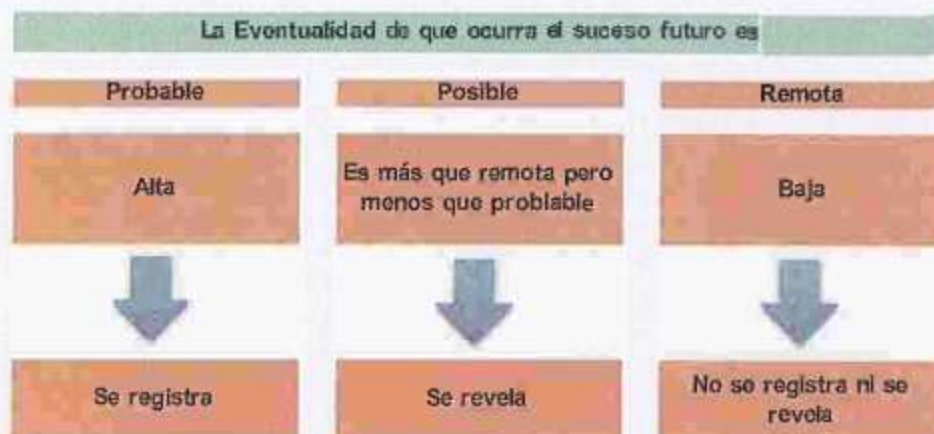 La Eventualidad de que ocurra el suceso futuro es
Probable
Posible
Remota
Alta
Es más que remota pero
menos que problable
Baja
Se registra
Se revela
No se registra ni se
revela